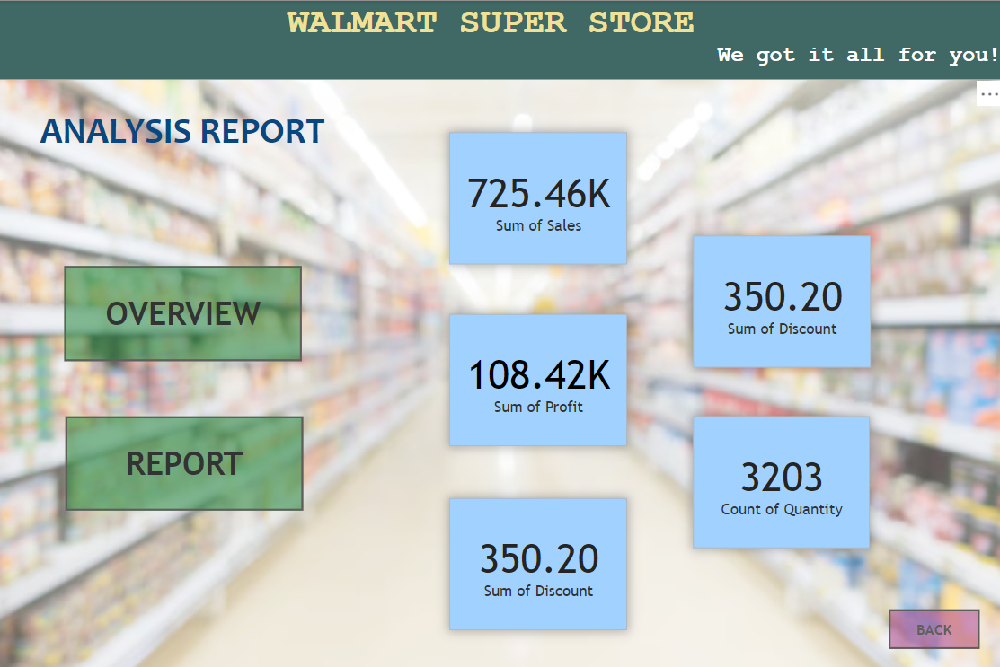 WALMART SUPER STORE
We got it all for you!
...
ANALYSIS REPORT
OVERVIEW
REPORT
725.46K
Sum of Sales
108.42K
Sum of Profit
350.20
Sum of Discount
350.20
Sum of Discount
3203
Count of Quantity
BACK